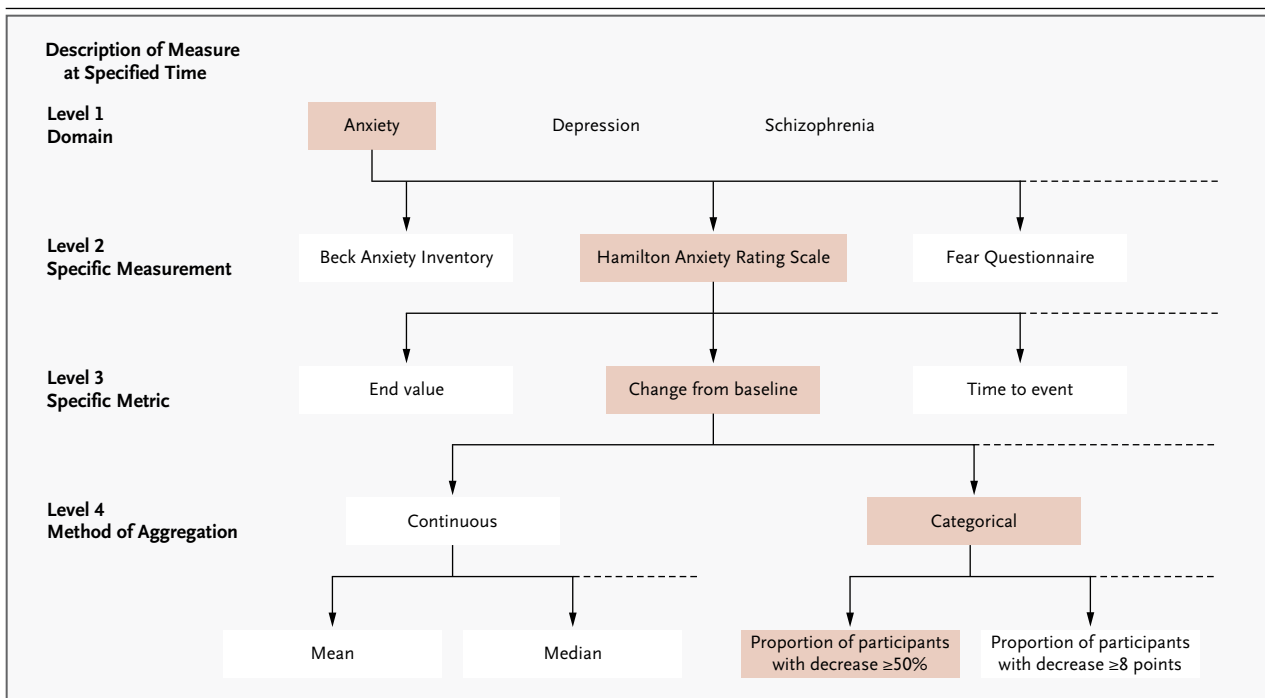 Description of Measure
at Specified Time
Level 1
Domain
Anxiety
Depression
Schizophrenia
Level 2
Specific Measurement
Beck Anxiety Inventory
Hamilton Anxiety Rating Scale
Fear Questionnaire
Level 3
Specific Metric
End value
Change from baseline
Time to event
Level 4
Method of Aggregation
Continuous
Categorical
Mean
Median
Proportion of participants
with decrease ≥50%
Proportion of participants
with decrease ≥8 points